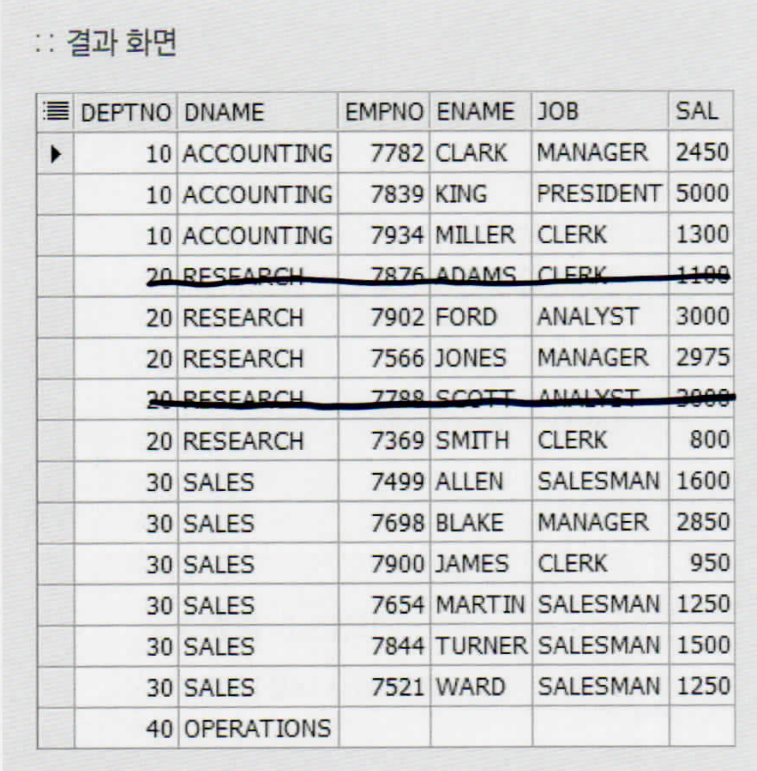 :: 결과 화면
DEPTNO DNAME EMPNO ENAME JOB SAL
10 ACCOUNTING 7782 CLARK MANAGER 2450
10 ACCOUNTING 7839 KING PRESIDENT 5000
10 ACCOUNTING 7934 MILLER CLERK 1300
20 RESEARCH 7876 ADAMS CLERK 1100
20 RESEARCH 7902 FORD ANALYST 3000
20 RESEARCH 7566 JONES MANAGER 2975
20 RESEARCH 7788 SCOTT ANALYST 3000
20 RESEARCH 7369 SMITH CLERK 800
30 SALES 7499 ALLEN SALESMAN 1600
30 SALES 7698 BLAKE MANAGER 2850
30 SALES 7900 JAMES CLERK 950
30 SALES 7654 MARTIN SALESMAN 1250
30 SALES 7844 TURNER SALESMAN 1500
30 SALES 7521 WARD SALESMAN 1250
40 OPERATIONS